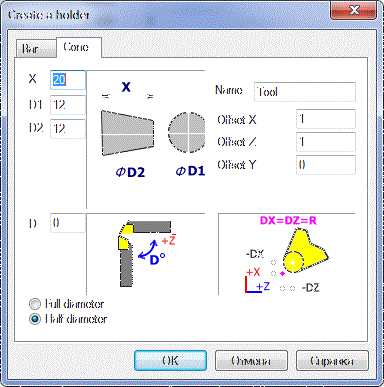 Create a holder
Bar Cone
X 20
D1 12
D2 12
X
ΦD2 ΦD1
Name Tool
Offset X 1
Offset Z 1
Offset Y 0
D 0
+Z
D°
DX=DZ=R
-DX
+X
+Z -DZ
Full diameter
Half diameter
OK Отмена Справка